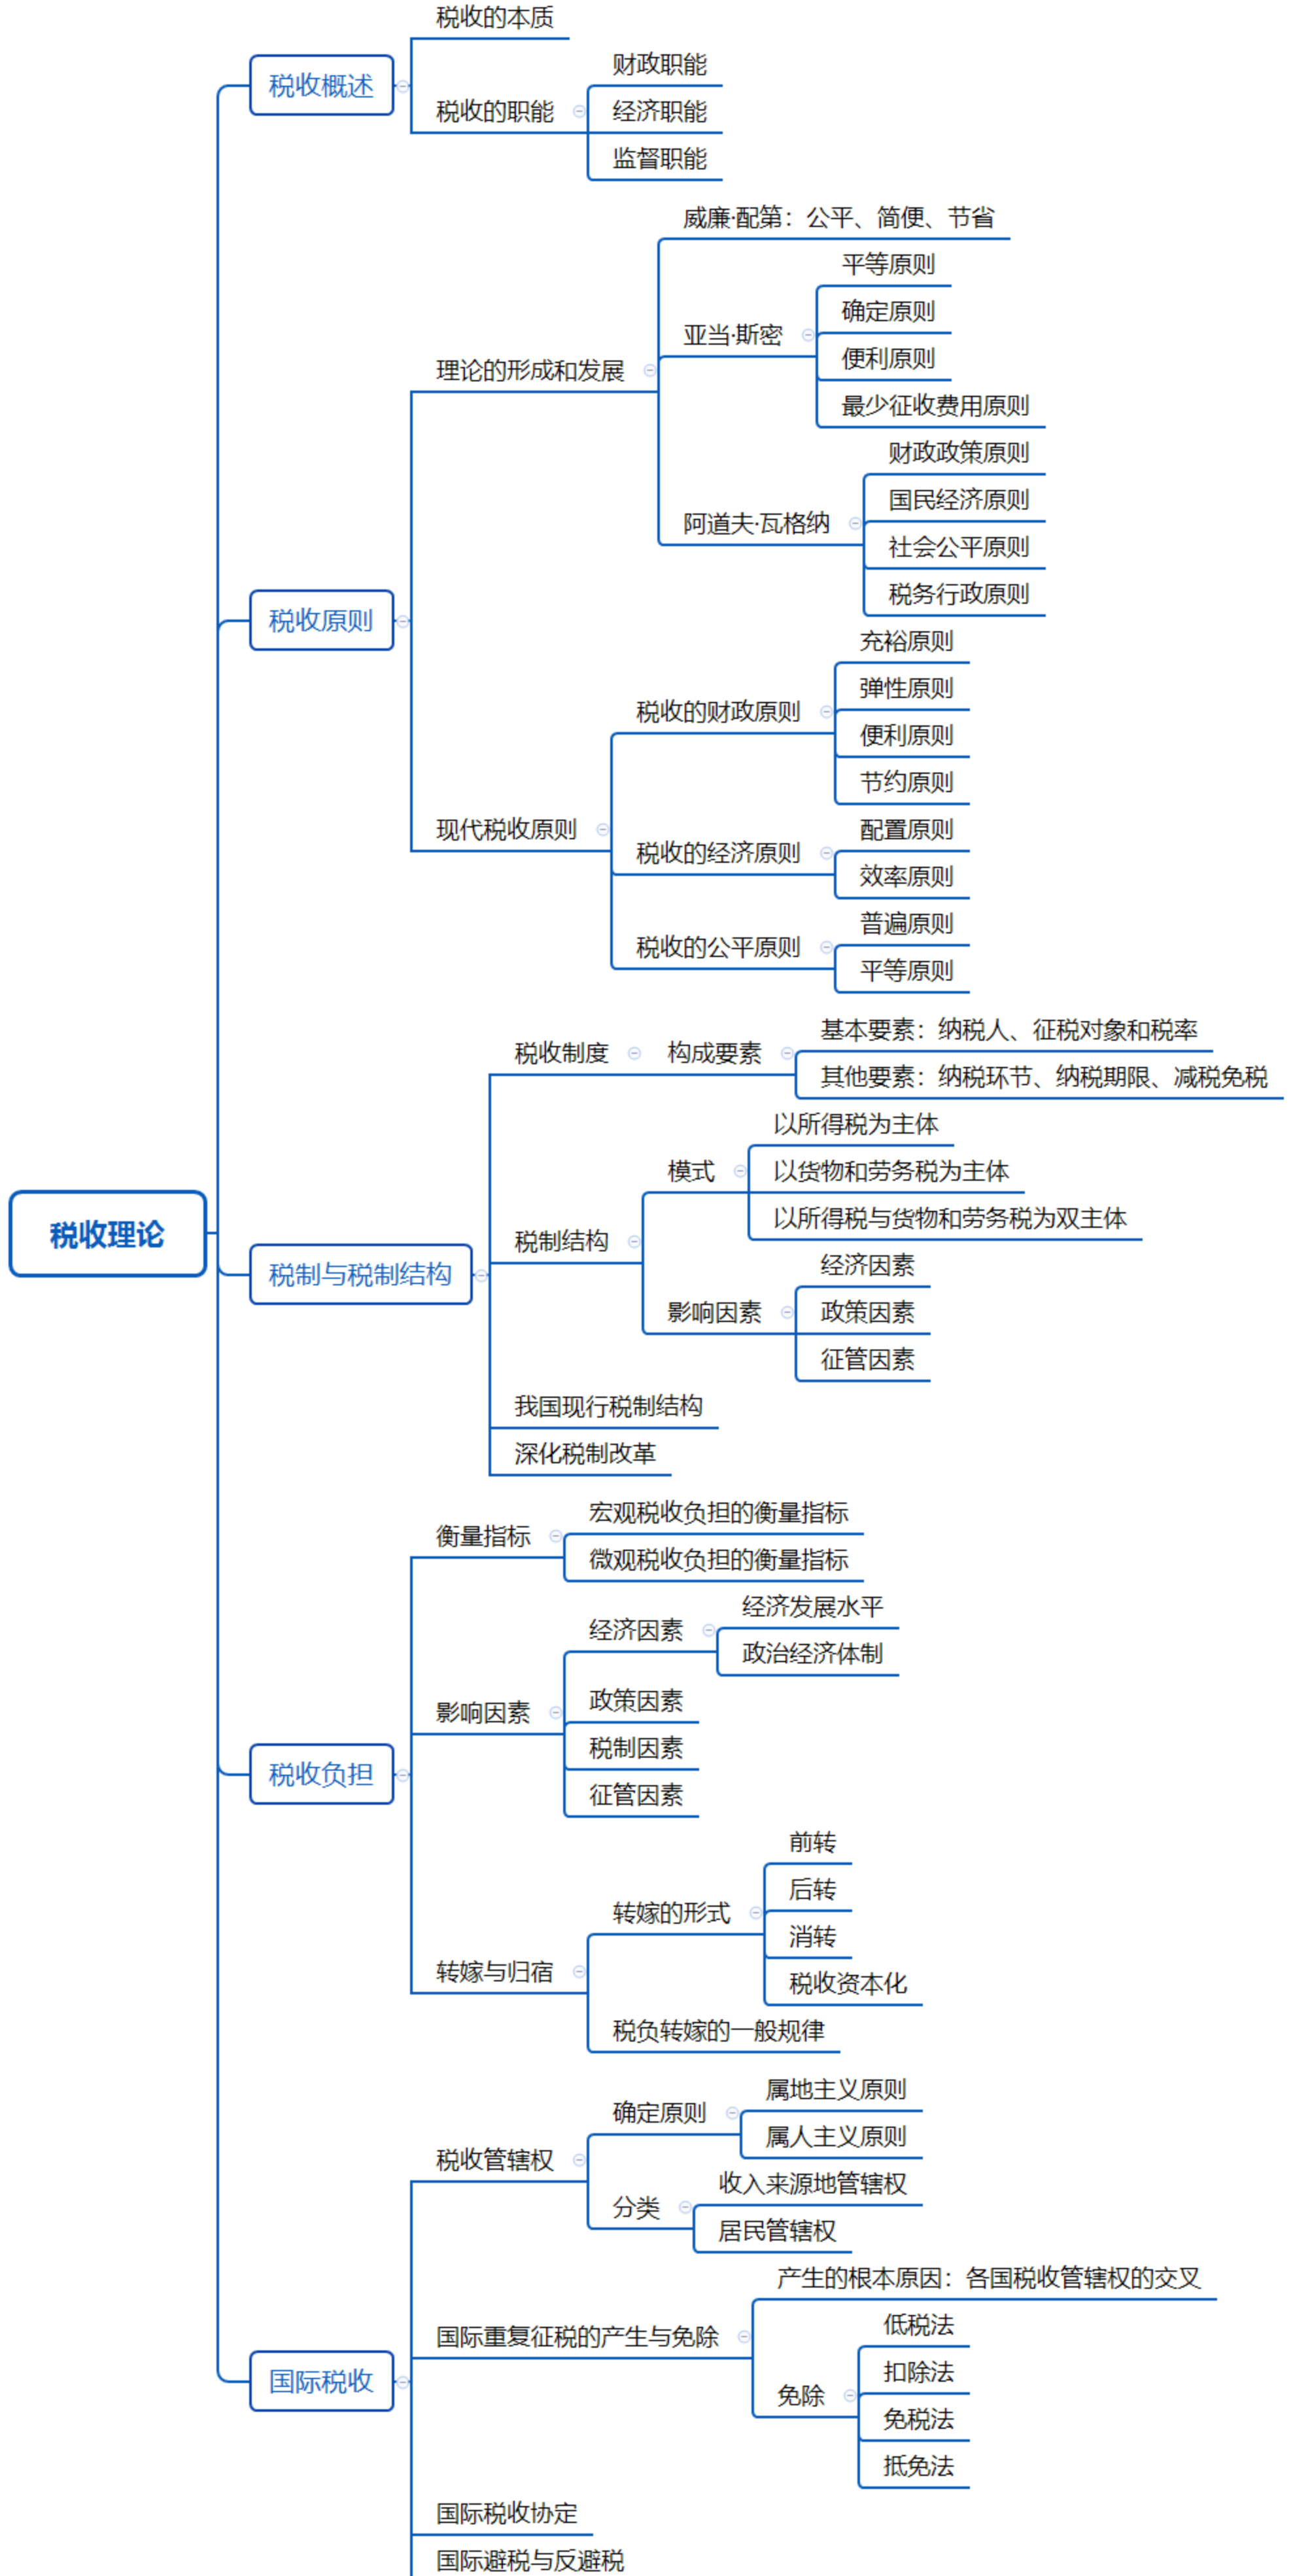 税收理论
税收概述
税收的本质
税收的职能
财政职能
经济职能
监督职能
税收原则
理论的形成和发展
威廉·配第：公平、简便、节省
亚当·斯密
平等原则
确定原则
便利原则
最少征收费用原则
阿道夫·瓦格纳
财政政策原则
国民经济原则
社会公平原则
税务行政原则
现代税收原则
税收的财政原则
充裕原则
弹性原则
便利原则
节约原则
税收的经济原则
配置原则
效率原则
税收的公平原则
普遍原则
平等原则
税制与税制结构
税收制度
构成要素
基本要素：纳税人、征税对象和税率
其他要素：纳税环节、纳税期限、减税免税
税制结构
模式
以所得税为主体
以货物和劳务税为主体
以所得税与货物和劳务税为双主体
影响因素
经济因素
政策因素
征管因素
我国现行税制结构
深化税制改革
税收负担
衡量指标
宏观税收负担的衡量指标
微观税收负担的衡量指标
影响因素
经济因素
经济发展水平
政治经济体制
政策因素
税制因素
征管因素
转嫁与归宿
转嫁的形式
前转
后转
消转
税收资本化
税负转嫁的一般规律
国际税收
税收管辖权
确定原则
属地主义原则
属人主义原则
分类
收入来源地管辖权
居民管辖权
国际重复征税的产生与免除
产生的根本原因：各国税收管辖权的交叉
免除
低税法
扣除法
免税法
抵免法
国际税收协定
国际避税与反避税